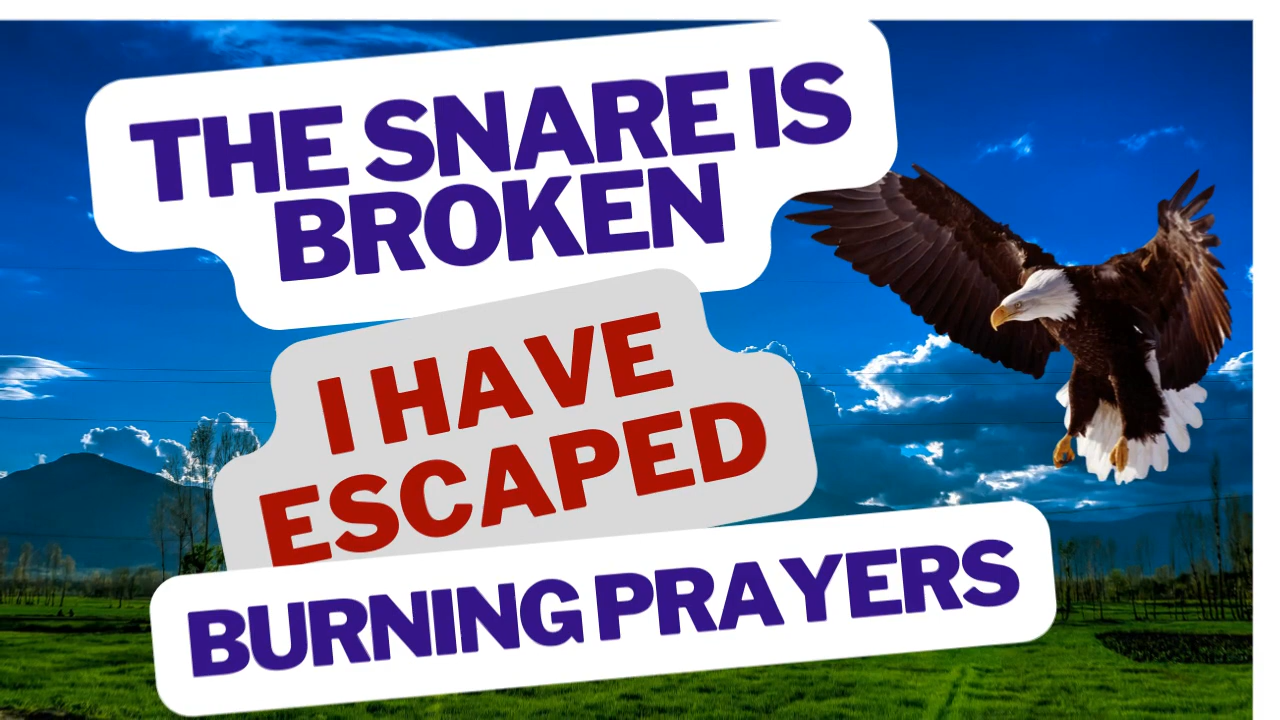 THE SNARE IS
BROKEN
I HAVE
ESCAPED
BURNING PRAYERS